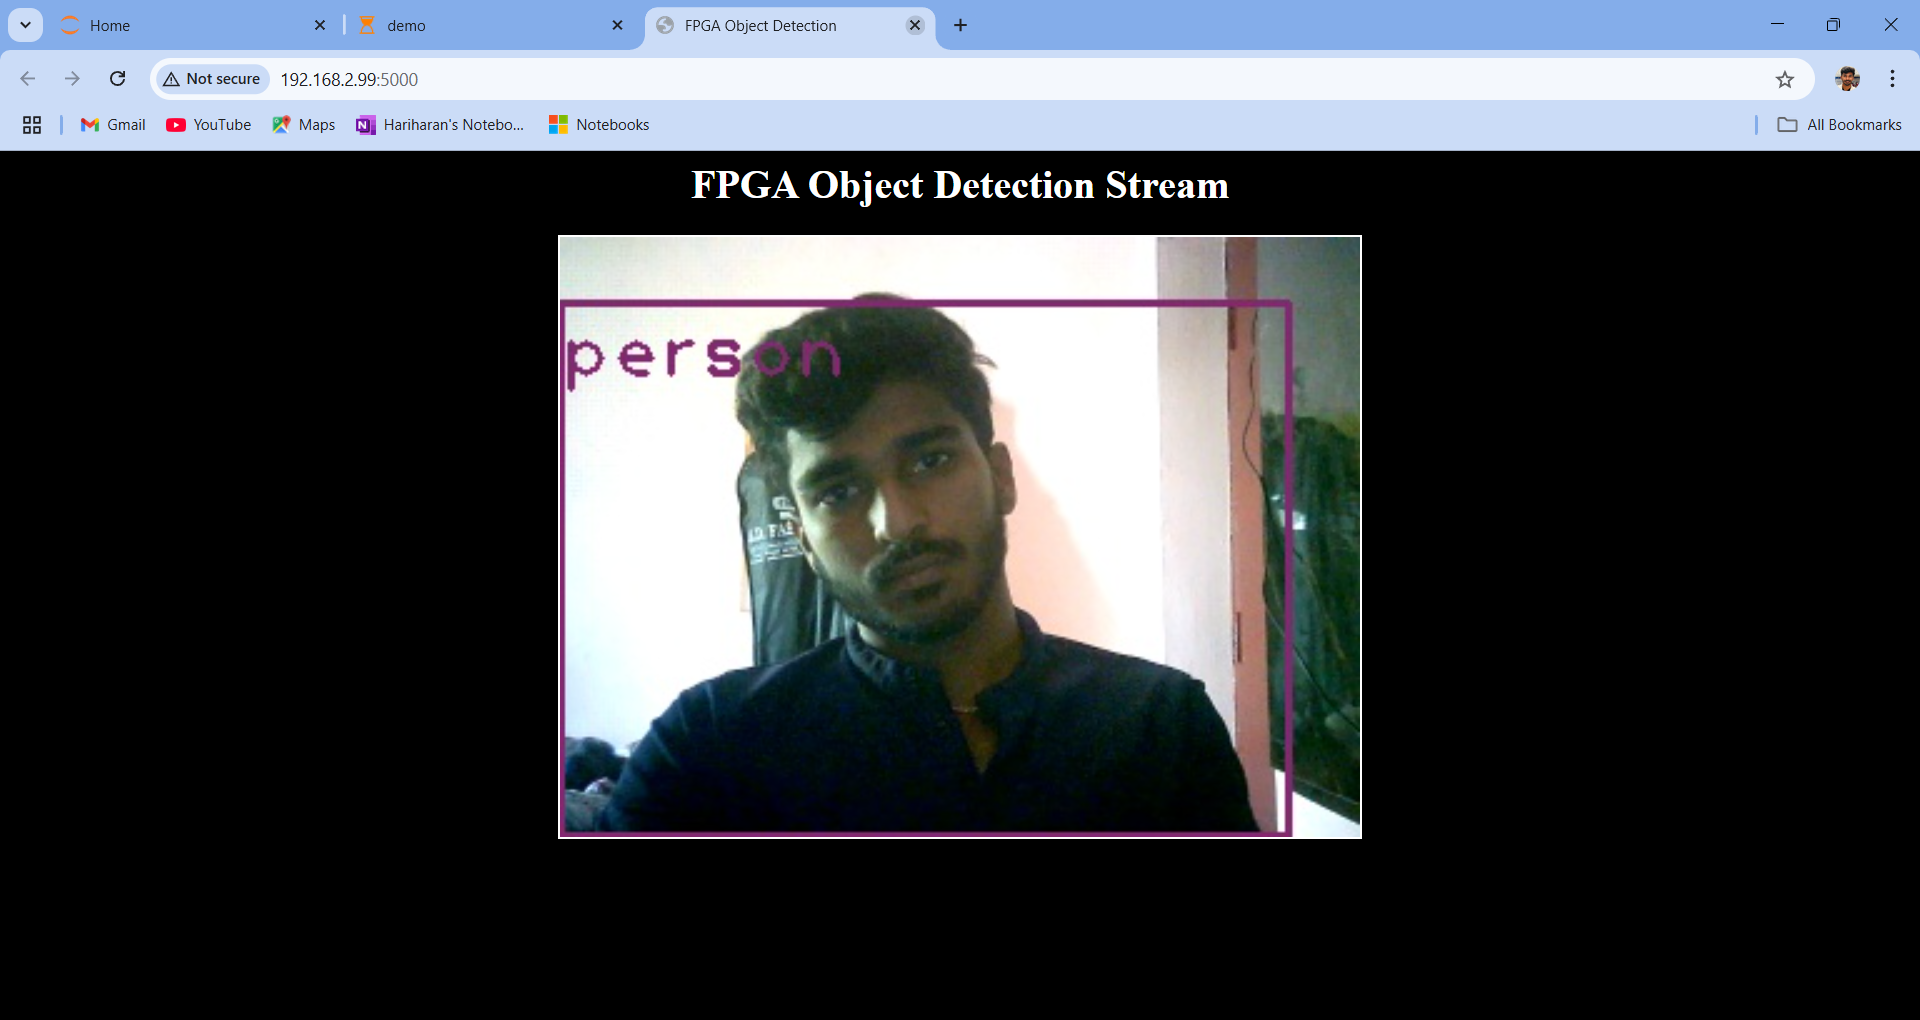 Home
demo
FPGA Object Detection
Not secure
192.168.2.99:5000
Gmail
YouTube
Maps
Hariharan's Notebo...
Notebooks
All Bookmarks
FPGA Object Detection Stream
person